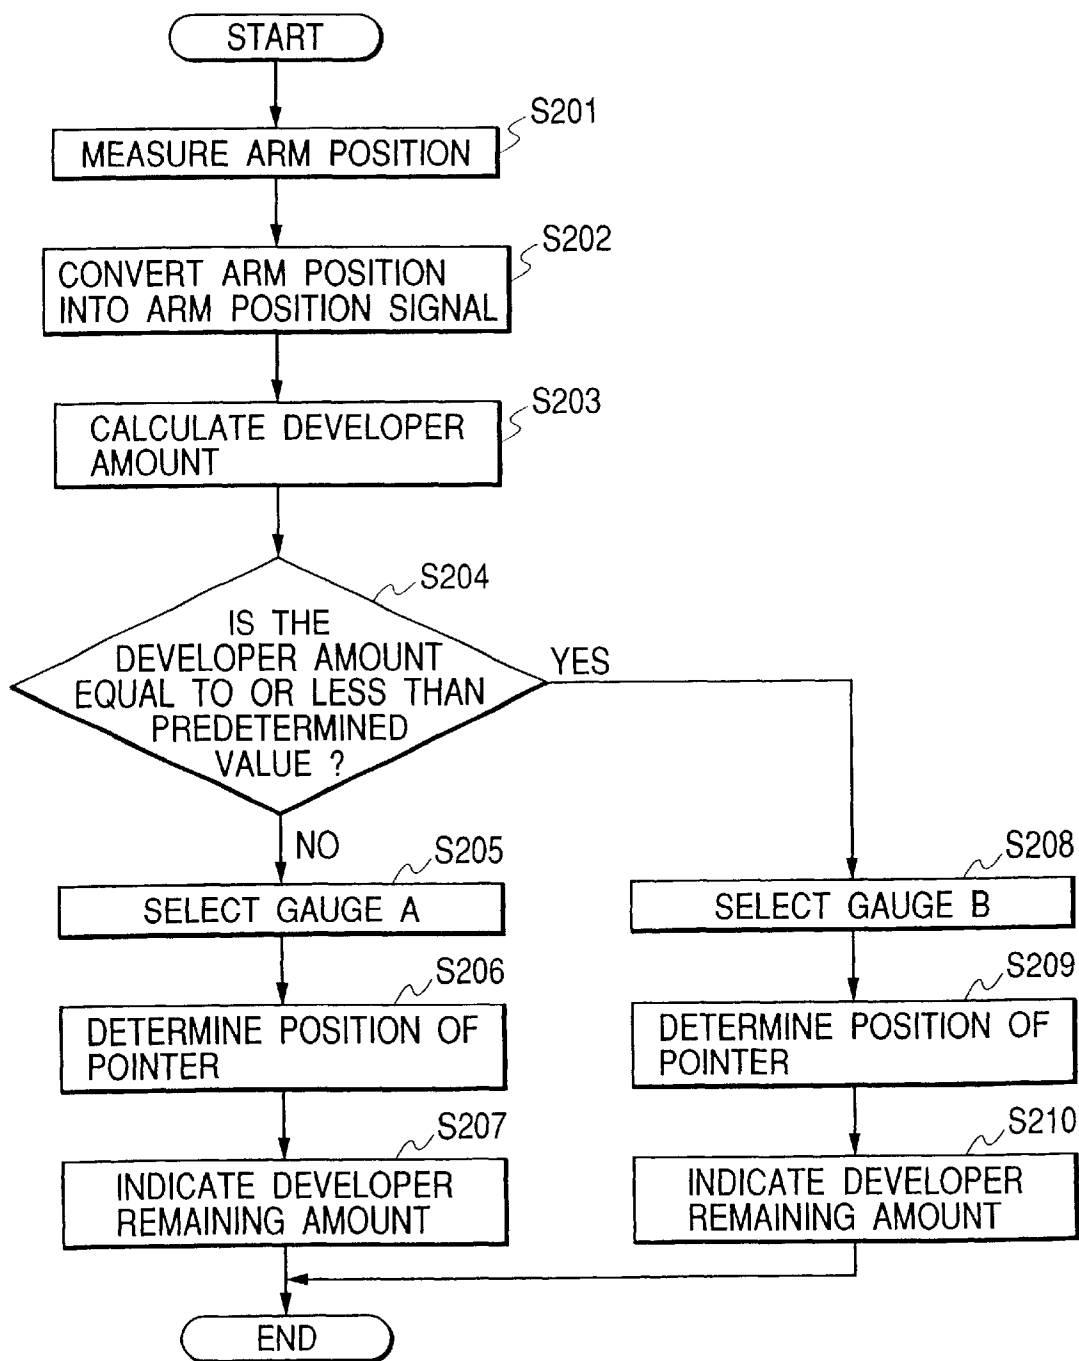 START
S201
MEASURE ARM POSITION
S202
CONVERT ARM POSITION
INTO ARM POSITION SIGNAL
S203
CALCULATE DEVELOPER
AMOUNT
S204
IS THE
DEVELOPER AMOUNT
EQUAL TO OR LESS THAN
PREDETERMINED
VALUE ?
YES
NO
S205
SELECT GAUGE A
S206
DETERMINE POSITION OF
POINTER
S207
INDICATE DEVELOPER
REMAINING AMOUNT
S208
SELECT GAUGE B
S209
DETERMINE POSITION OF
POINTER
S210
INDICATE DEVELOPER
REMAINING AMOUNT
END